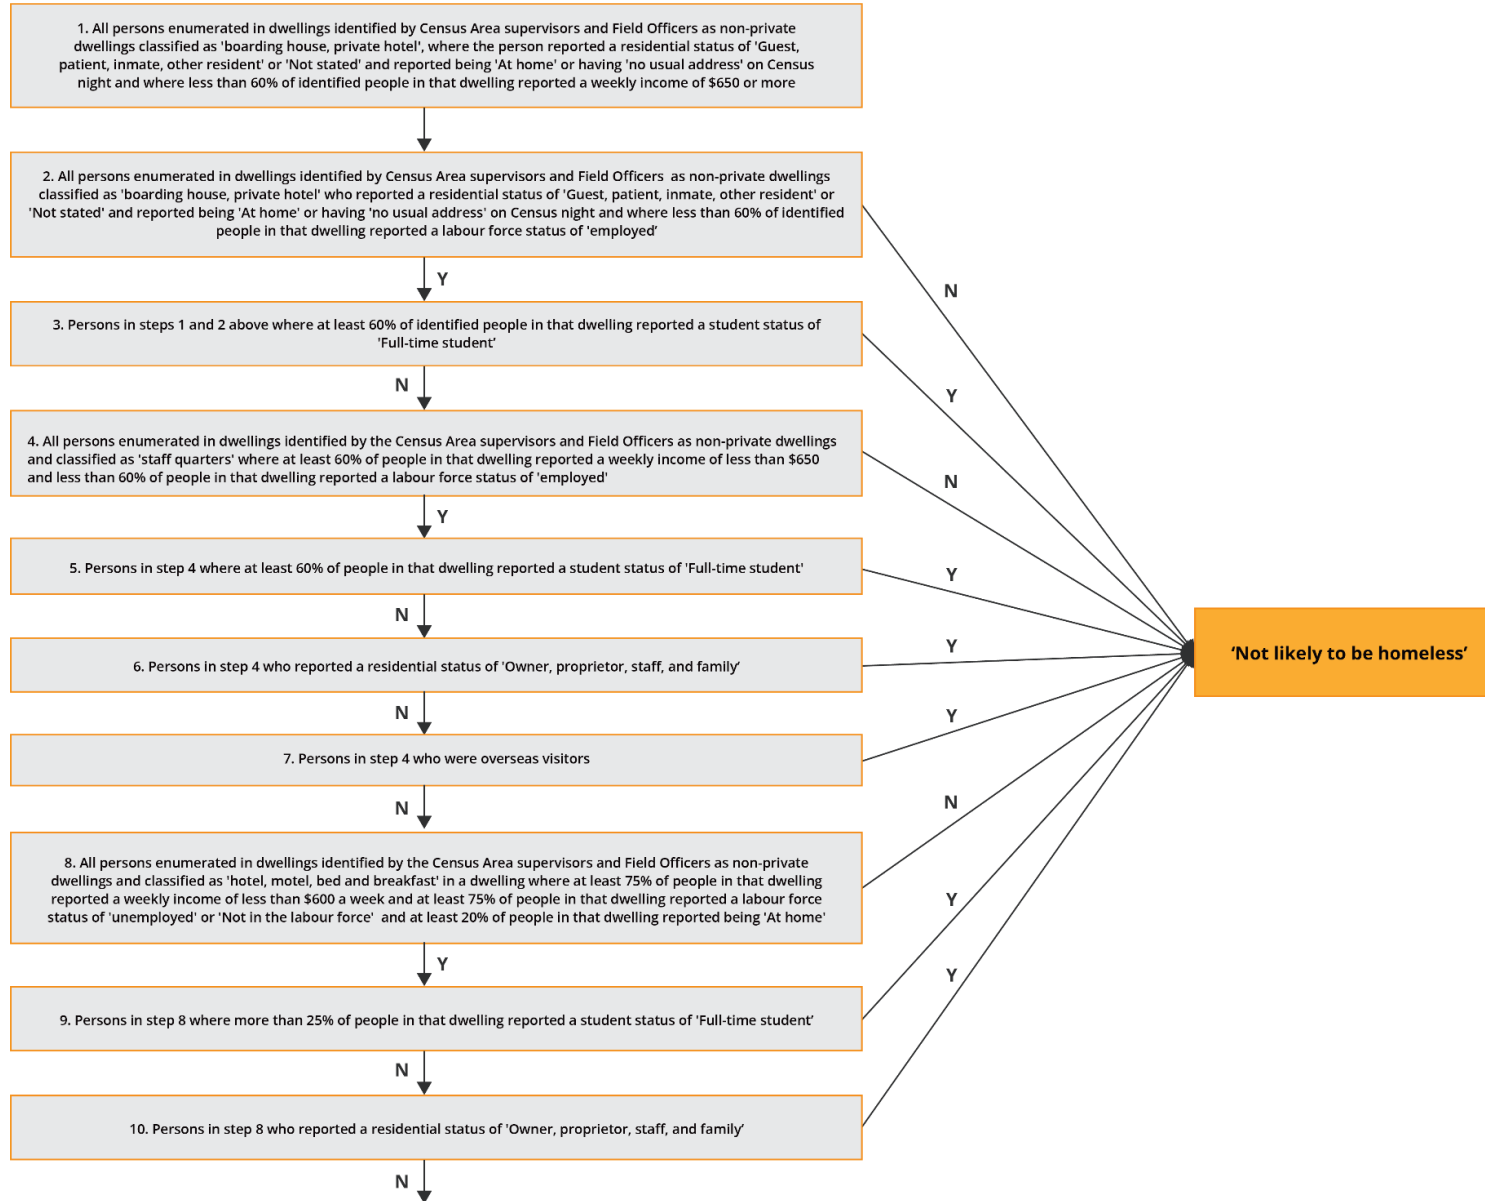 1. All persons enumerated in dwellings identified by Census Area supervisors and Field Officers as non-private
dwellings classified as 'boarding house, private hotel', where the person reported a residential status of 'Guest,
patient, inmate, other resident' or 'Not stated' and reported being 'At home' or having 'no usual address' on Census
night and where less than 60% of identified people in that dwelling reported a weekly income of $650 or more
2. All persons enumerated in dwellings identified by Census Area supervisors and Field Officers  as non-private dwellings
classified as 'boarding house, private hotel' who reported a residential status of 'Guest, patient, inmate, other resident' or
'Not stated' and reported being 'At home' or having 'no usual address' on Census night and where less than 60% of identified
people in that dwelling reported a labour force status of 'employed’
Y
N
3. Persons in steps 1 and 2 above where at least 60% of identified people in that dwelling reported a student status of
'Full-time student’
N
Y
4. All persons enumerated in dwellings identified by the Census Area supervisors and Field Officers as non-private dwellings
and classified as 'staff quarters' where at least 60% of people in that dwelling reported a weekly income of less than $650
and less than 60% of people in that dwelling reported a labour force status of 'employed'
N
Y
5. Persons in step 4 where at least 60% of people in that dwelling reported a student status of 'Full-time student'
Y
N
6. Persons in step 4 who reported a residential status of 'Owner, proprietor, staff, and family’
Y
‘Not likely to be homeless’
N
Y
7. Persons in step 4 who were overseas visitors
N
N
8. All persons enumerated in dwellings identified by the Census Area supervisors and Field Officers as non-private
dwellings and classified as 'hotel, motel, bed and breakfast' in a dwelling where at least 75% of people in that dwelling
reported a weekly income of less than $600 a week and at least 75% of people in that dwelling reported a labour force
status of 'unemployed' or 'Not in the labour force'  and at least 20% of people in that dwelling reported being 'At home'
Y
Y
Y
9. Persons in step 8 where more than 25% of people in that dwelling reported a student status of 'Full-time student’
N
10. Persons in step 8 who reported a residential status of 'Owner, proprietor, staff, and family’
N